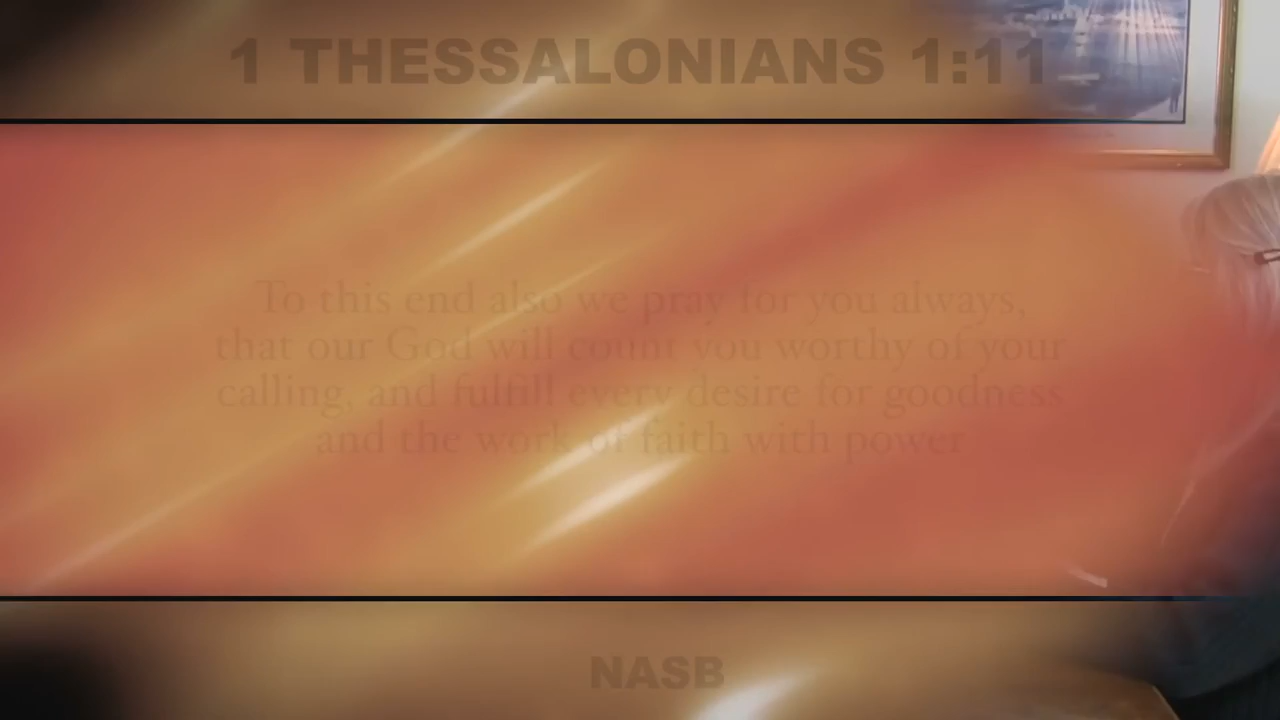 1 THESSALONIANS 1:11
To this end also we pray for you always,
that our God will count you worthy of your
calling, and fulfill every desire for goodness
and the work of faith with power
NASB